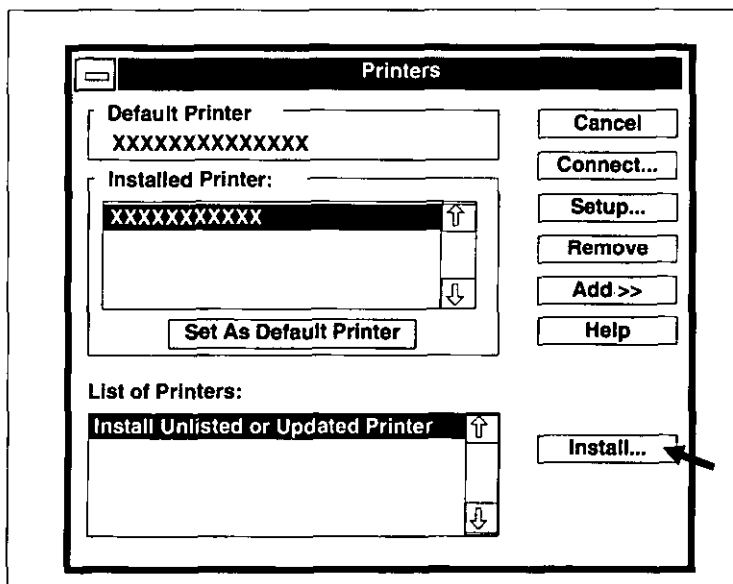 Printers
Default Printer
XXXXXXXXXXXXXX
Installed Printer:
XXXXXXXXXXX
Set As Default Printer
List of Printers:
Install Unlisted or Updated Printer
Cancel
Connect...
Setup...
Remove
Add >>
Help
Install...